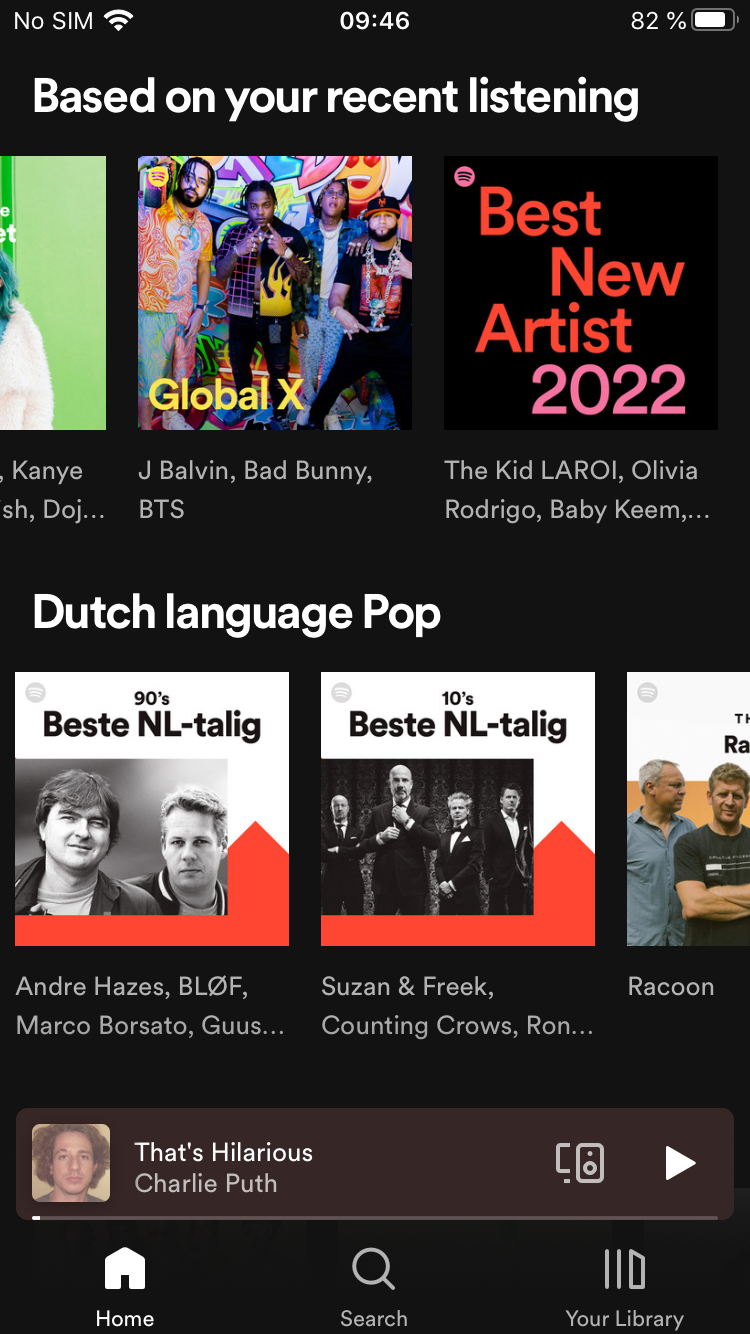 No SIM 09:46 82 %
Based on your recent listening
Global X
Best
New
Artist
2022
, Kanye
sh, Doj...
J Balvin, Bad Bunny,
BTS
The Kid LAROI, Olivia
Rodrigo, Baby Keem,...
Dutch language Pop
90's
Beste NL-talig
10's
Beste NL-talig
TH
Ra
Andre Hazes, BLØF,
Marco Borsato, Guus...
Suzan & Freek,
Counting Crows, Ron...
Racoon
That's Hilarious
Charlie Puth
Home
Search
Your Library